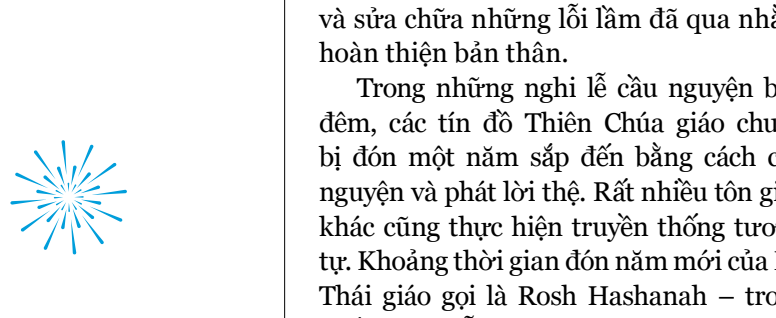 và sửa chữa những lỗi lầm đã qua
hoàn thiện bản thân.
Trong những nghi lễ cầu nguyện
đêm, các tín đồ Thiên Chúa giáo
bị đón một năm sắp đến bằng cách
nguyện và phát lời thệ. Rất nhiều tôn
khác cũng thực hiện truyền thống
tự. Khoảng thời gian đón năm mới của
Thái giáo gọi là Rosh Hashanah –